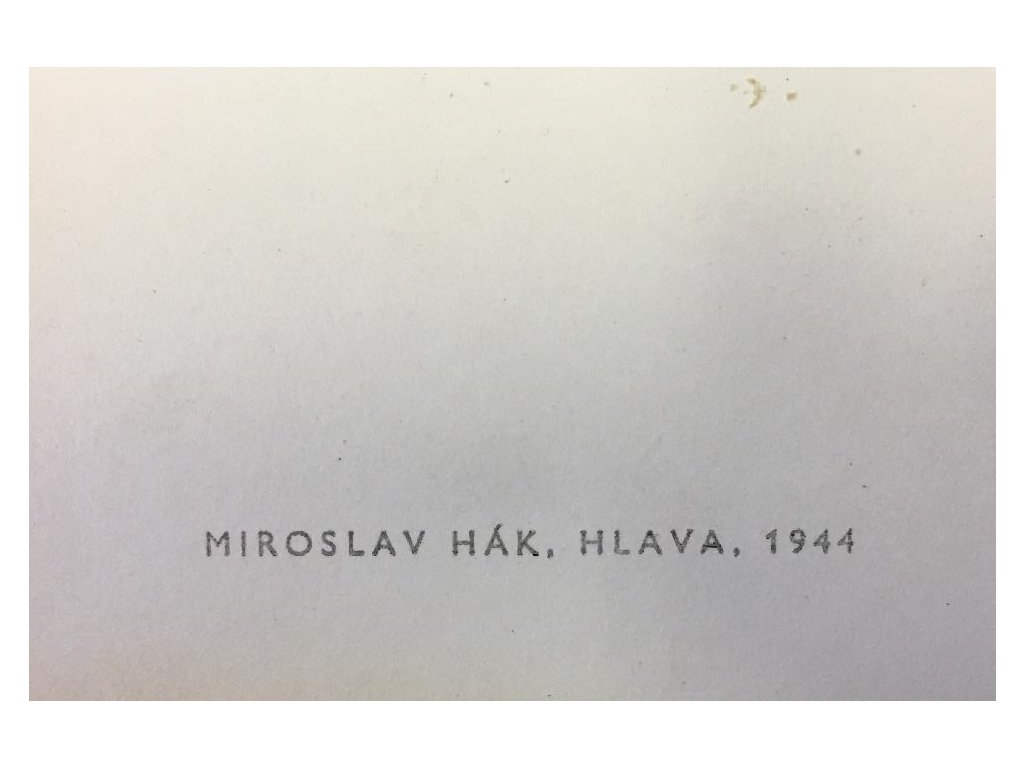 MIROSLAV HÁK, HLAVA, 1944